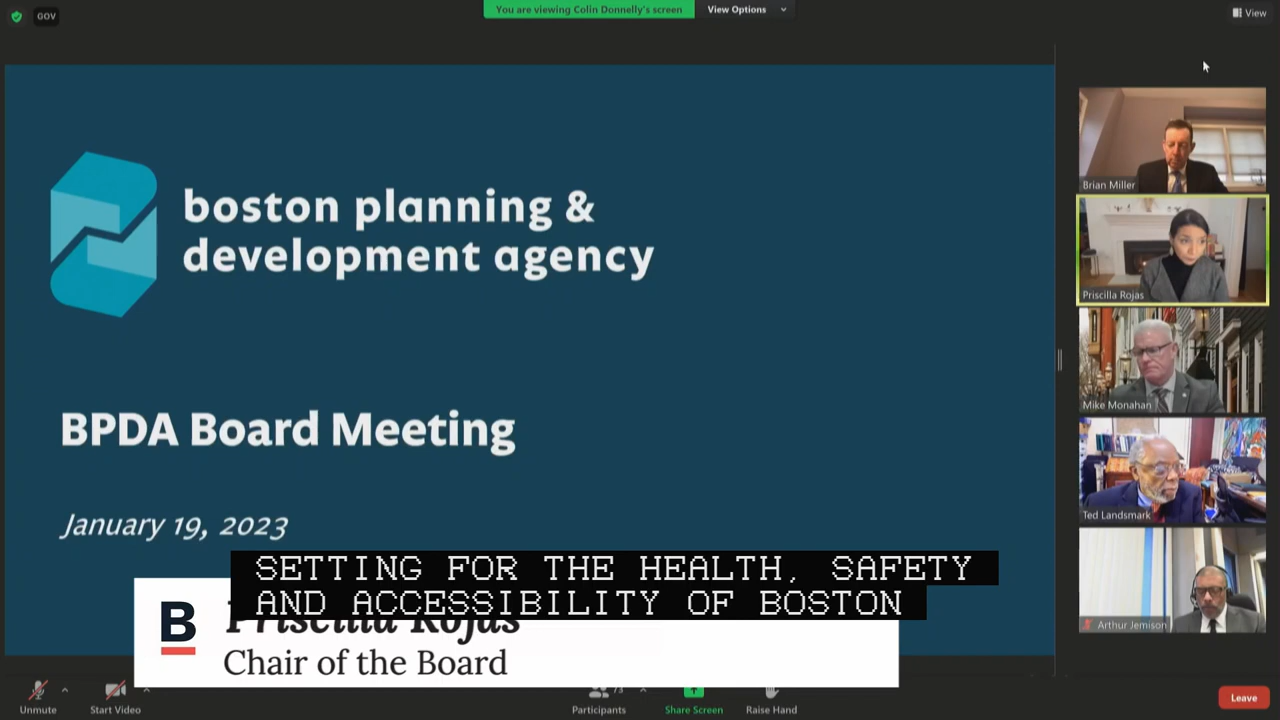 GOV
You are viewing Colin Donnelly's screen
View Options
View
boston planning &
development agency
BPDA Board Meeting
January 19, 2023
SETTING FOR THE HEALTH, SAFETY
AND ACCESSIBILITY OF BOSTON
B
Priscilla Rojas
Chair of the Board
Brian Miller
Priscilla Rojas
Mike Monahan
Ted Landsmark
Arthur Jemison
Unmute
Start Video
Participants
Share Screen
Raise Hand
Leave